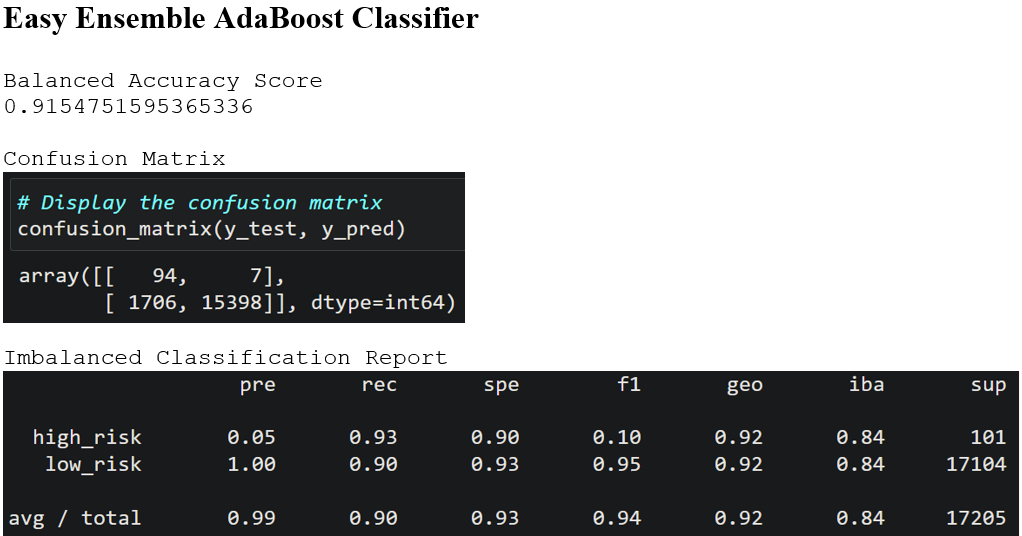 Easy Ensemble AdaBoost Classifier
Balanced Accuracy Score
0.9154751595365336
Confusion Matrix
# Display the confusion matrix
confusion_matrix(y_test, y_pred)
array([[   94,     7],
       [ 1706, 15398]], dtype=int64)
Imbalanced Classification Report
pre rec spe f1 geo iba sup
high_risk 0.05 0.93 0.90 0.10 0.92 0.84 101
low_risk 1.00 0.90 0.93 0.95 0.92 0.84 17104
avg / total 0.99 0.90 0.93 0.94 0.92 0.84 17205